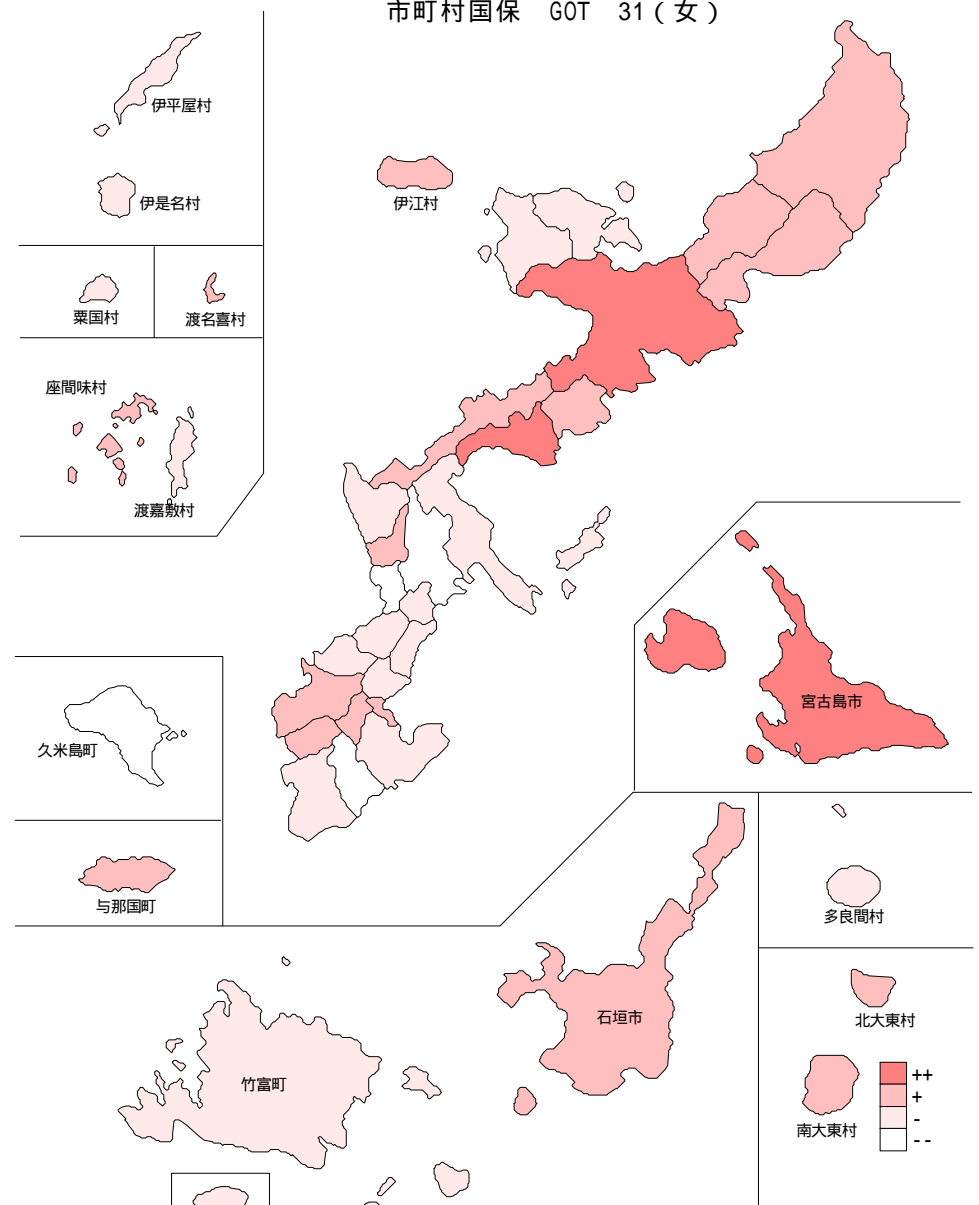 市町村国保 GOT 31(女)
伊平屋村
伊是名村
伊江村
粟国村
渡名喜村
座間味村
渡嘉敷村
宮古島市
久米島町
与那国町
多良間村
北大東村
石垣市
竹富町
南大東村
++
+
-
--